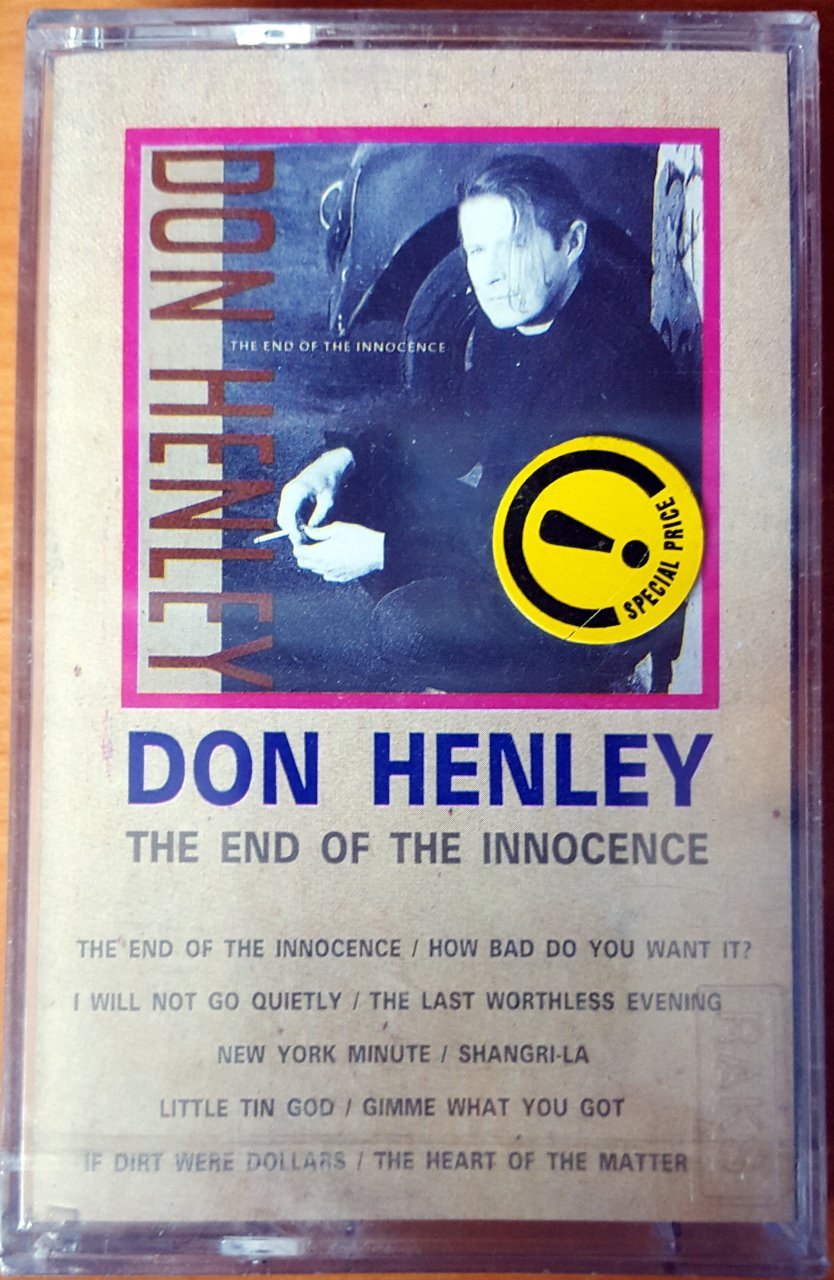 DON HENLEY
THE END OF THE INNOCENCE
SPECIAL PRICE
DON HENLEY
THE END OF THE INNOCENCE
THE END OF THE INNOCENCE / HOW BAD DO YOU WANT IT?
I WILL NOT GO QUIETLY / THE LAST WORTHLESS EVENING
NEW YORK MINUTE / SHANGRI-LA
LITTLE TIN GOD / GIMME WHAT YOU GOT
IF DIRT WERE DOLLARS / THE HEART OF THE MATTER
RAKS